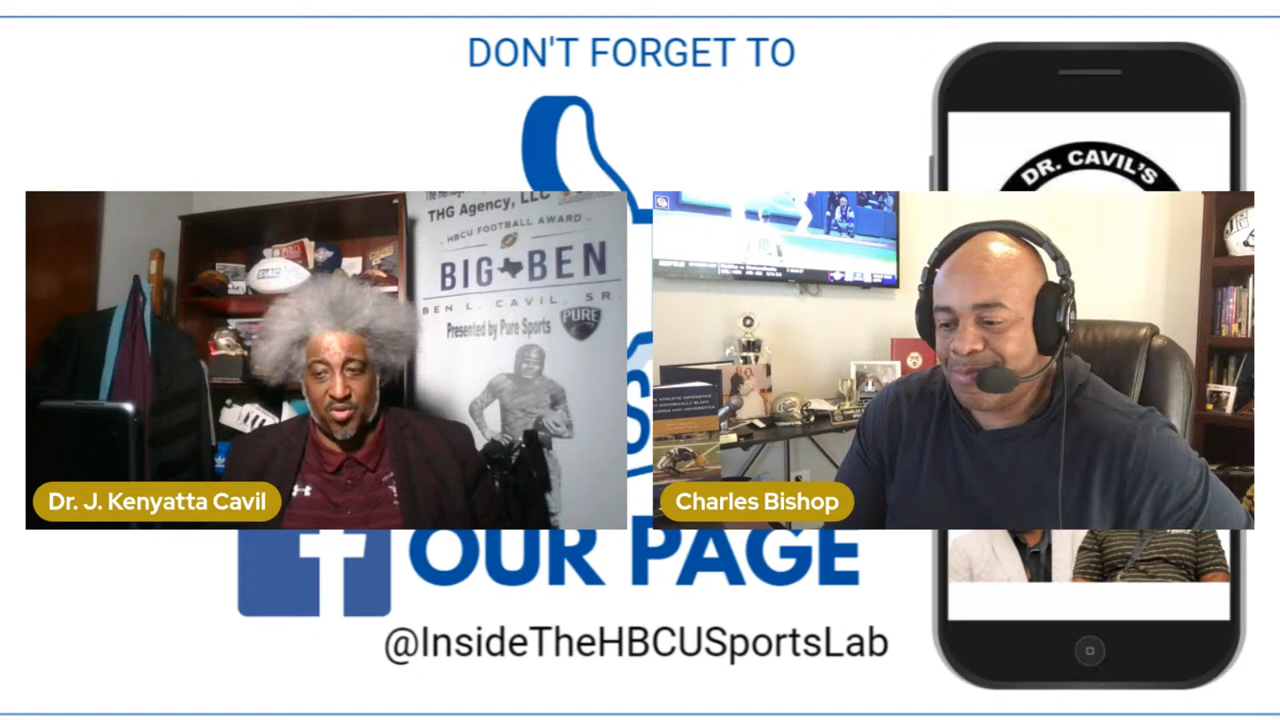 DON'T FORGET TO
DR. CAVIL'S
THG Agency, LLC
HBCU FOOTBALL AWARD
BIG BEN
BEN L. CAVIL, SR.
Presented by Pure Sports
PURE
Dr. J. Kenyatta Cavil
Charles Bishop
OUR PAGE
@InsideTheHBCUSportsLab